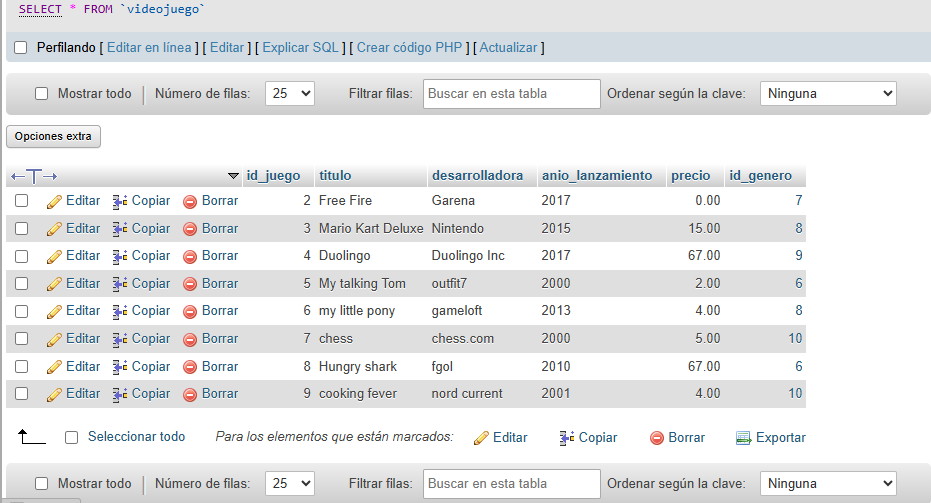 SELECT * FROM `videojuego`
Perfilando [ Editar en línea ] [ Editar ] [ Explicar SQL ] [ Crear código PHP ] [ Actualizar ]
Mostrar todo Número de filas: 25 Filtrar filas: Buscar en esta tabla Ordenar según la clave: Ninguna
Opciones extra
id_juego titulo desarrolladora anio_lanzamiento precio id_genero
Editar Copiar Borrar 2 Free Fire Garena 2017 0.00 7
Editar Copiar Borrar 3 Mario Kart Deluxe Nintendo 2015 15.00 8
Editar Copiar Borrar 4 Duolingo Duolingo Inc 2017 67.00 9
Editar Copiar Borrar 5 My talking Tom outfit7 2000 2.00 6
Editar Copiar Borrar 6 my little pony gameloft 2013 4.00 8
Editar Copiar Borrar 7 chess chess.com 2000 5.00 10
Editar Copiar Borrar 8 Hungry shark fgol 2010 67.00 6
Editar Copiar Borrar 9 cooking fever nord current 2001 4.00 10
Seleccionar todo Para los elementos que están marcados: Editar Copiar Borrar Exportar
Mostrar todo Número de filas: 25 Filtrar filas: Buscar en esta tabla Ordenar según la clave: Ninguna